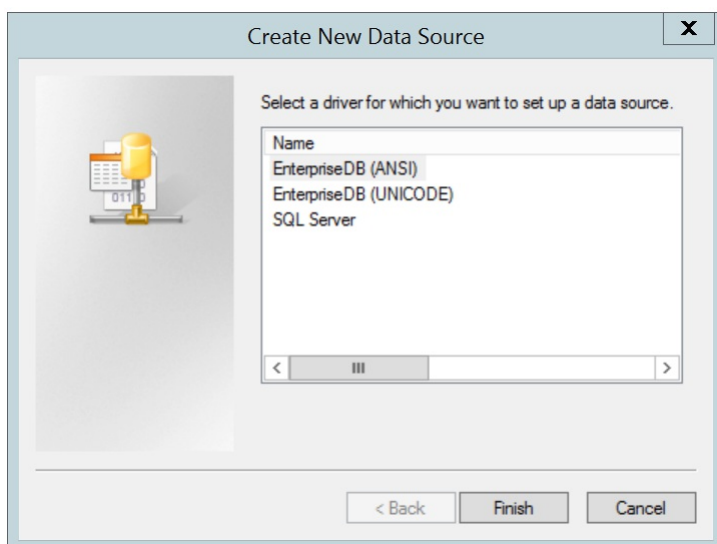 Create New Data Source
X
Select a driver for which you want to set up a data source.
Name
EnterpriseDB (ANSI)
EnterpriseDB (UNICODE)
SQL Server
< Back
Finish
Cancel